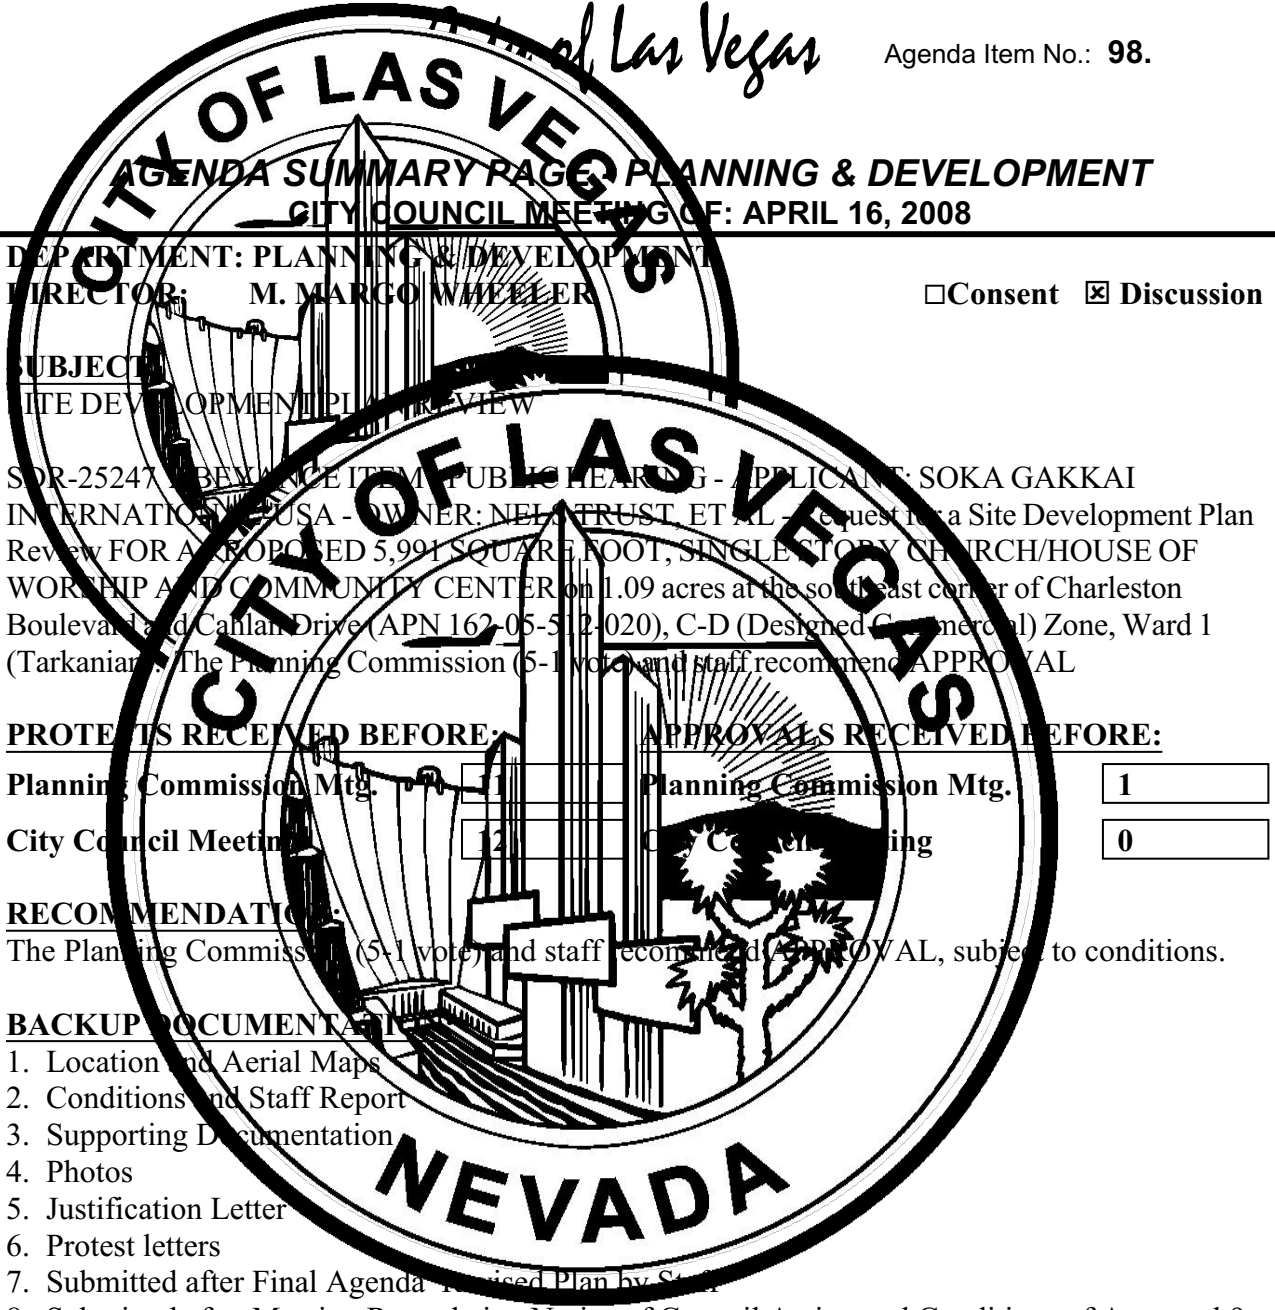 City of Las Vegas
Agenda Item No.: 98.
AGENDA SUMMARY PAGE - PLANNING & DEVELOPMENT
CITY COUNCIL MEETING OF: APRIL 16, 2008
DEPARTMENT: PLANNING & DEVELOPMENT
DIRECTOR: M. MARGO WHEELER
☐Consent ☒ Discussion
SUBJECT:
SITE DEVELOPMENT PLAN REVIEW
SDR-25247 - ABEYANCE ITEM - PUBLIC HEARING - APPLICANT: SOKA GAKKAI
INTERNATIONAL-USA - OWNER: NELS TRUST, ET AL - Request for a Site Development Plan
Review FOR A PROPOSED 5,991 SQUARE FOOT, SINGLE STORY CHURCH/HOUSE OF
WORSHIP AND COMMUNITY CENTER on 1.09 acres at the southeast corner of Charleston
Boulevard and Cahlan Drive (APN 162-05-512-020), C-D (Designed Commercial) Zone, Ward 1
(Tarkanian). The Planning Commission (5-1 vote) and staff recommend APPROVAL
PROTESTS RECEIVED BEFORE: APPROVALS RECEIVED BEFORE:
Planning Commission Mtg. 11 Planning Commission Mtg. 1
City Council Meeting 12 City Council Meeting 0
RECOMMENDATION:
The Planning Commission (5-1 vote) and staff recommend APPROVAL, subject to conditions.
BACKUP DOCUMENTATION:
1. Location and Aerial Maps
2. Conditions and Staff Report
3. Supporting Documentation
4. Photos
5. Justification Letter
6. Protest letters
7. Submitted after Final Agenda Revised Plan by Staff
CITY OF LAS VEGAS
CITY OF LAS VEGAS
NEVADA